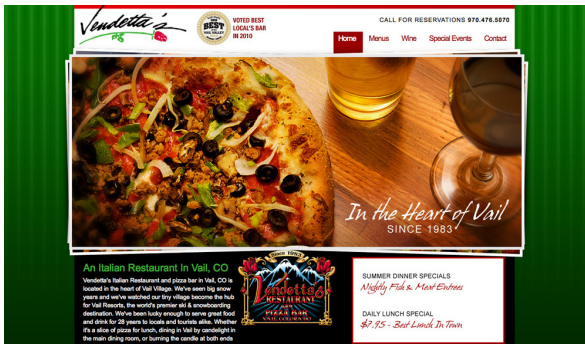 Vendetta's
BEST
VAIL VALLEY
VOTED BEST
LOCAL'S BAR
IN 2010
CALL FOR RESERVATIONS 970.476.5070
Home Menus Wine Special Events Contact
In the Heart of Vail
SINCE 1983
An Italian Restaurant In Vail, CO
Vendetta's Italian Restaurant and pizza bar in Vail, CO is
located in the heart of Vail Village. We've seen big snow
years and we've watched our tiny village become the hub
for Vail Resorts, the world's premier ski & snowboarding
destination. We've been lucky enough to serve great food
and drink for 28 years to locals and tourists alike. Whether
it's a slice of pizza for lunch, dining in Vail by candlelight in
the main dining room, or burning the candle at both ends
Since 1983
Vendetta's
RESTAURANT
PIZZA BAR
VAIL, COLORADO
SUMMER DINNER SPECIALS
Nightly Fish & Meat Entrees
DAILY LUNCH SPECIAL
$7.95 - Best Lunch In Town